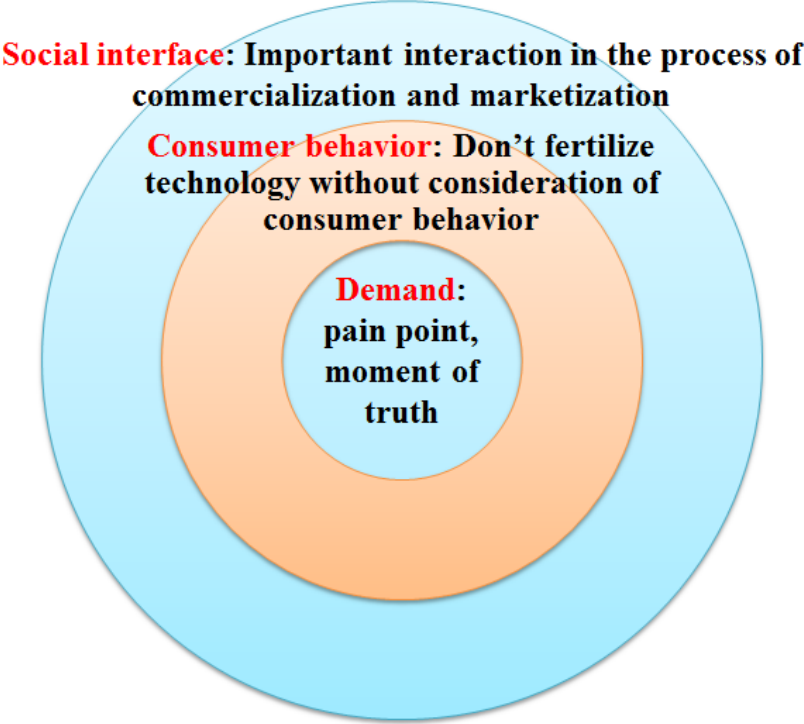 Social interface: Important interaction in the process of
commercialization and marketization
Consumer behavior: Don’t fertilize
technology without consideration of
consumer behavior
Demand:
pain point,
moment of
truth